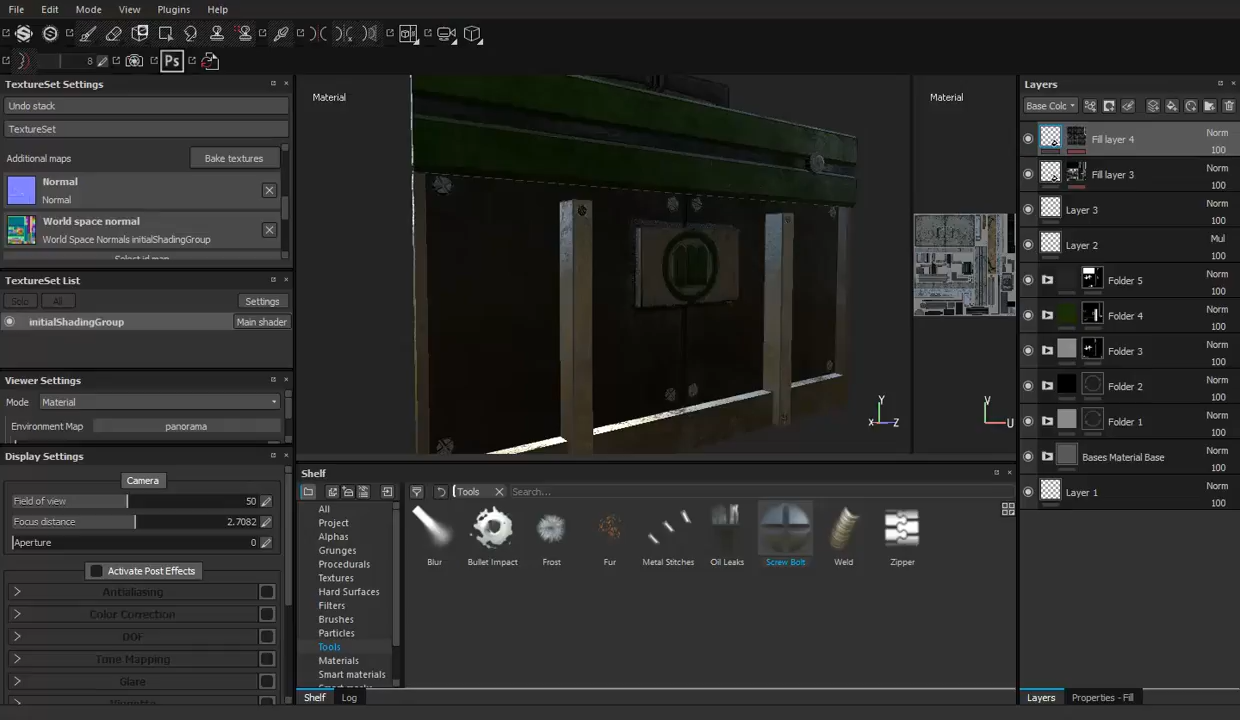 File Edit Mode View Plugins Help
8
Ps
TextureSet Settings
Undo stack
TextureSet
Additional maps
Bake textures
Normal
Normal
World space normal
World Space Normals initialShadingGroup
Select id map
TextureSet List
Solo
All
Settings
initialShadingGroup
Main shader
Viewer Settings
Mode
Material
Environment Map
panorama
Display Settings
Camera
Field of view
50
Focus distance
2.7082
Aperture
0
Activate Post Effects
Antialiasing
Color Correction
DOF
Tone Mapping
Glare
Vignette
Material
Y
X
Z
Material
V
U
Shelf
Tools
Search...
All
Project
Alphas
Grunges
Procedurals
Textures
Hard Surfaces
Filters
Brushes
Particles
Tools
Materials
Smart materials
Smart masks
Blur
Bullet Impact
Frost
Fur
Metal Stitches
Oil Leaks
Screw Bolt
Weld
Zipper
Shelf
Log
Layers
Base Colc
Fill layer 4
Norm
100
Fill layer 3
Norm
100
Layer 3
Norm
100
Layer 2
Mul
100
Folder 5
Norm
100
Folder 4
Norm
100
Folder 3
Norm
100
Folder 2
Norm
100
Folder 1
Norm
100
Bases Material Base
Norm
100
Layer 1
Norm
100
Layers
Properties - Fill